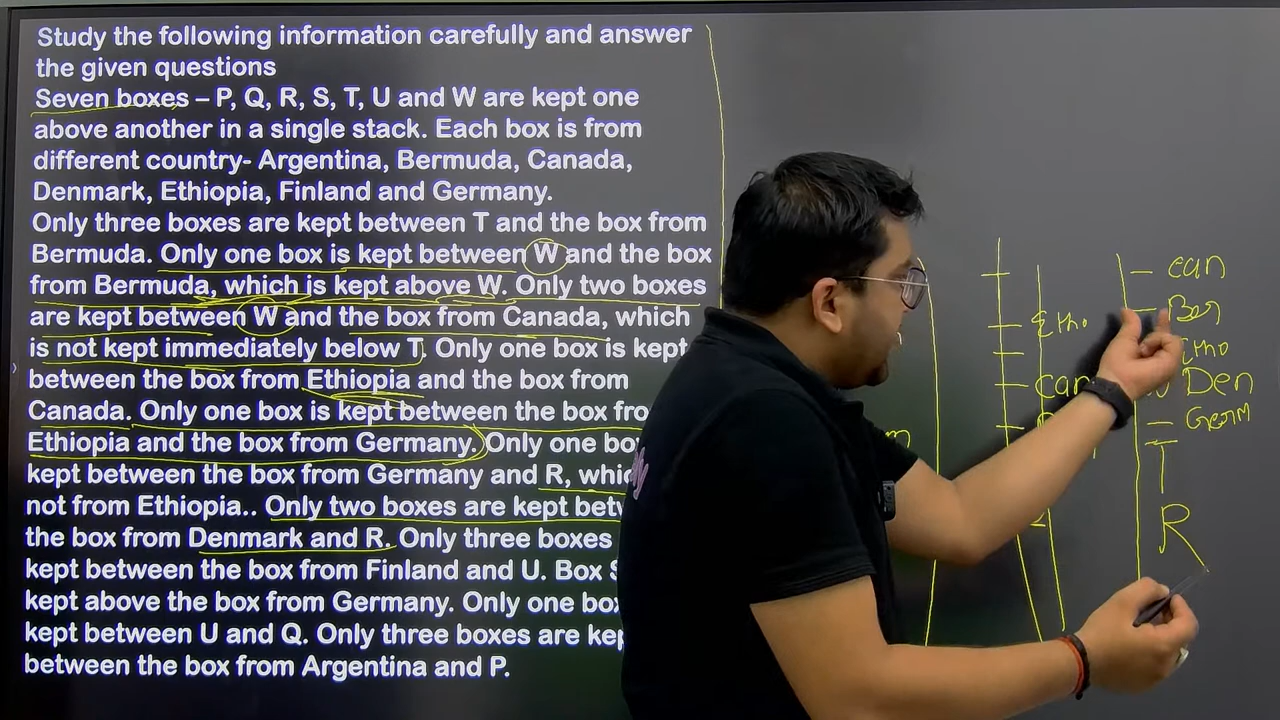 Study the following information carefully and answer
the given questions
Seven boxes – P, Q, R, S, T, U and W are kept one
above another in a single stack. Each box is from
different country- Argentina, Bermuda, Canada,
Denmark, Ethiopia, Finland and Germany.
Only three boxes are kept between T and the box from
Bermuda. Only one box is kept between W and the box
from Bermuda, which is kept above W. Only two boxes
are kept between W and the box from Canada, which
is not kept immediately below T. Only one box is kept
between the box from Ethiopia and the box from
Canada. Only one box is kept between the box
Ethiopia and the box from Germany. Only one
kept between the box from Germany and R,
not from Ethiopia.. Only two boxes are kept
the box from Denmark and R. Only three boxes
kept between the box from Finland and U. Box
kept above the box from Germany. Only one
kept between U and Q. Only three boxes are
between the box from Argentina and P.
Etho
can
can
Ber
Etho
Den
Germ
R